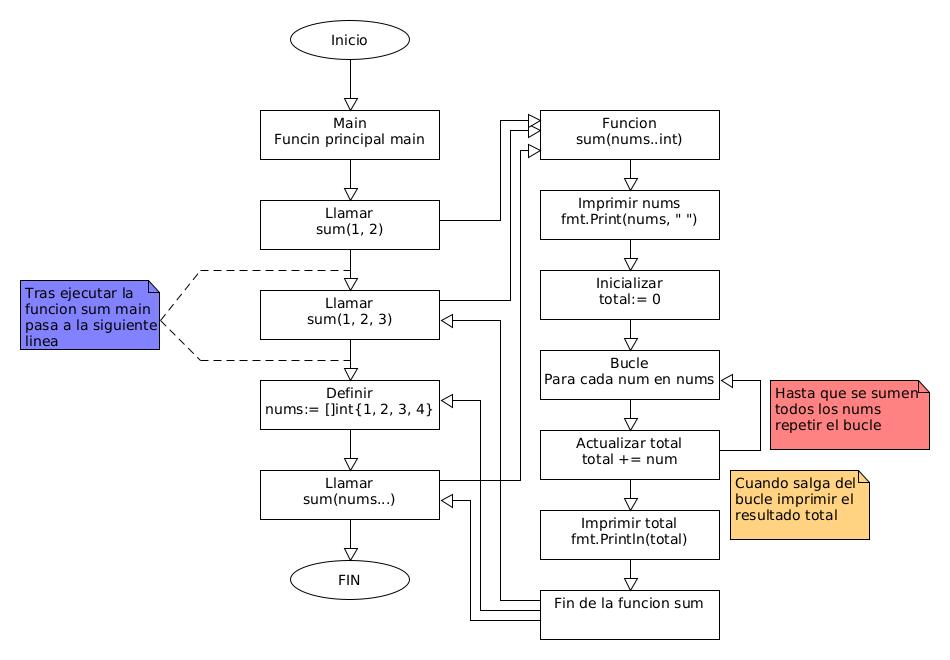 Inicio
Main
Funcin principal main
Llamar
sum(1, 2)
Tras ejecutar la
funcion sum main
pasa a la siguiente
linea
Llamar
sum(1, 2, 3)
Definir
nums:= []int{1, 2, 3, 4}
Llamar
sum(nums...)
FIN
Funcion
sum(nums..int)
Imprimir nums
fmt.Print(nums, " ")
Inicializar
total:= 0
Bucle
Para cada num en nums
Hasta que se sumen
todos los nums
repetir el bucle
Actualizar total
total += num
Cuando salga del
bucle imprimir el
resultado total
Imprimir total
fmt.Println(total)
Fin de la funcion sum